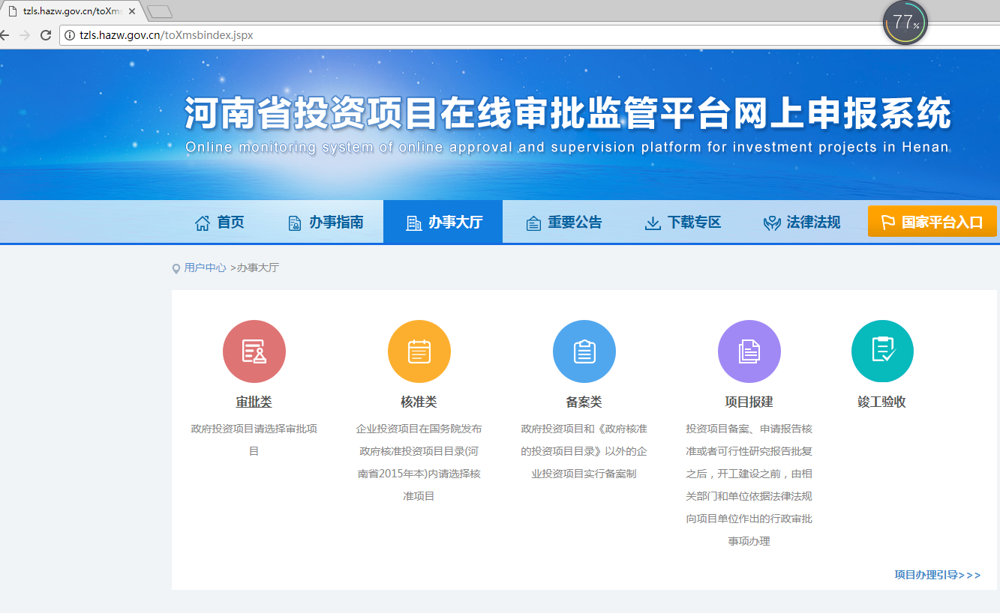 tzls.hazw.gov.cn/toXms
tzls.hazw.gov.cn/toXmsbindex.jspx
77%
河南省投资项目在线审批监管平台网上申报系统
Online monitoring system of online approval and supervision platform for investment projects in Henan
首页 办事指南 办事大厅 重要公告 下载专区 法律法规 国家平台入口
用户中心 >办事大厅
审批类
政府投资项目请选择审批项
目
核准类
企业投资项目在国务院发布
政府核准投资项目目录(河
南省2015年本)内请选择核
准项目
备案类
政府投资项目和《政府核准
的投资项目目录》以外的企
业投资项目实行备案制
项目报建
投资项目备案、申请报告核
准或者可行性研究报告批复
之后，开工建设之前，由相
关部门和单位依据法律法规
向项目单位作出的行政审批
事项办理
竣工验收
项目办理引导>>>